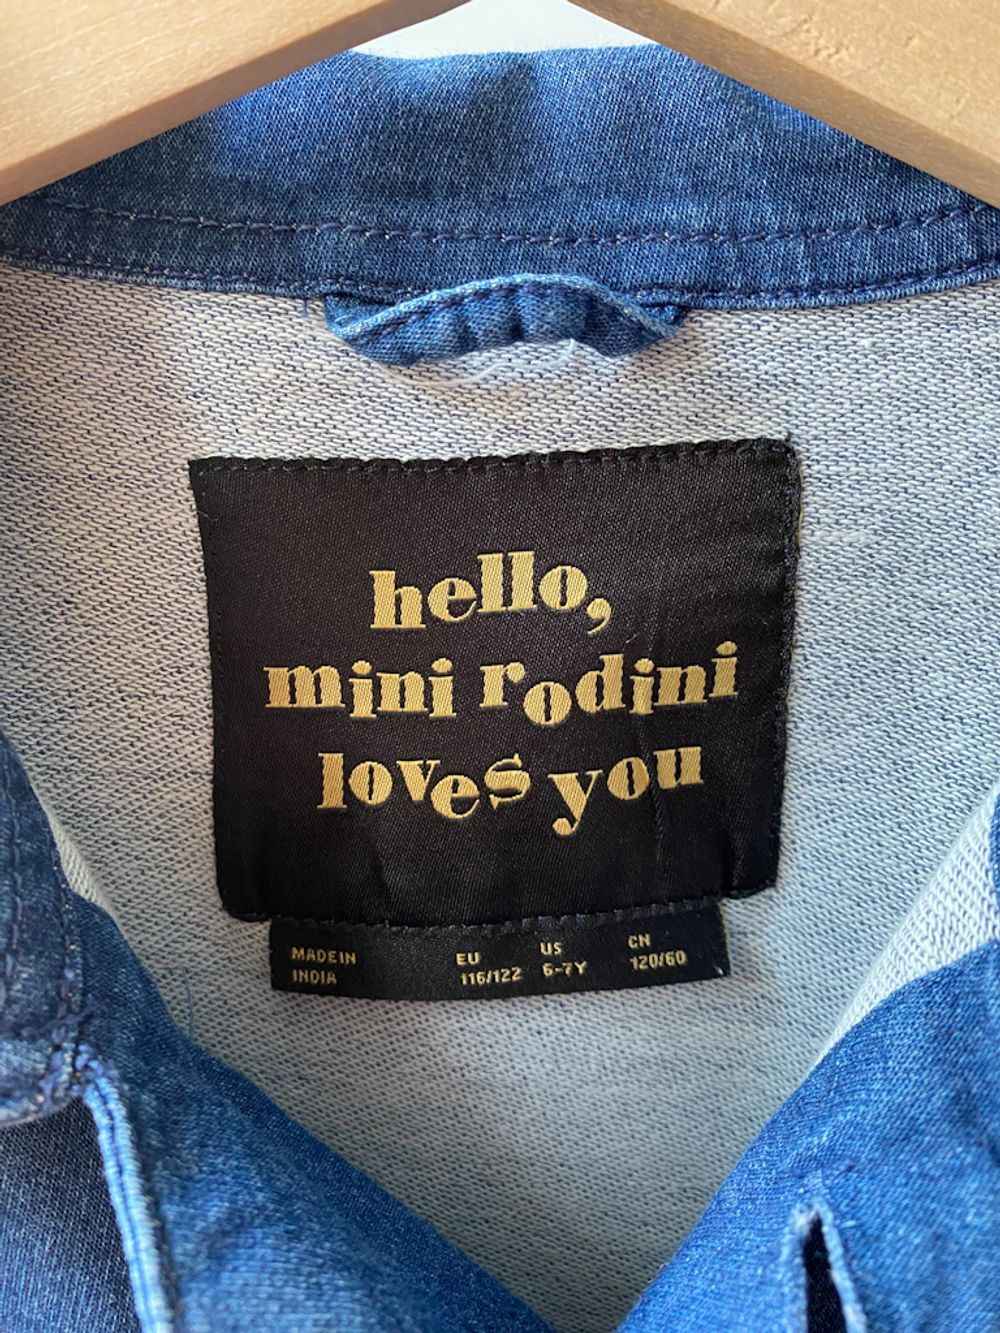 hello,
mini rodini
loves you
MADE IN
INDIA
EU
116/122
US
6-7Y
CN
120/60